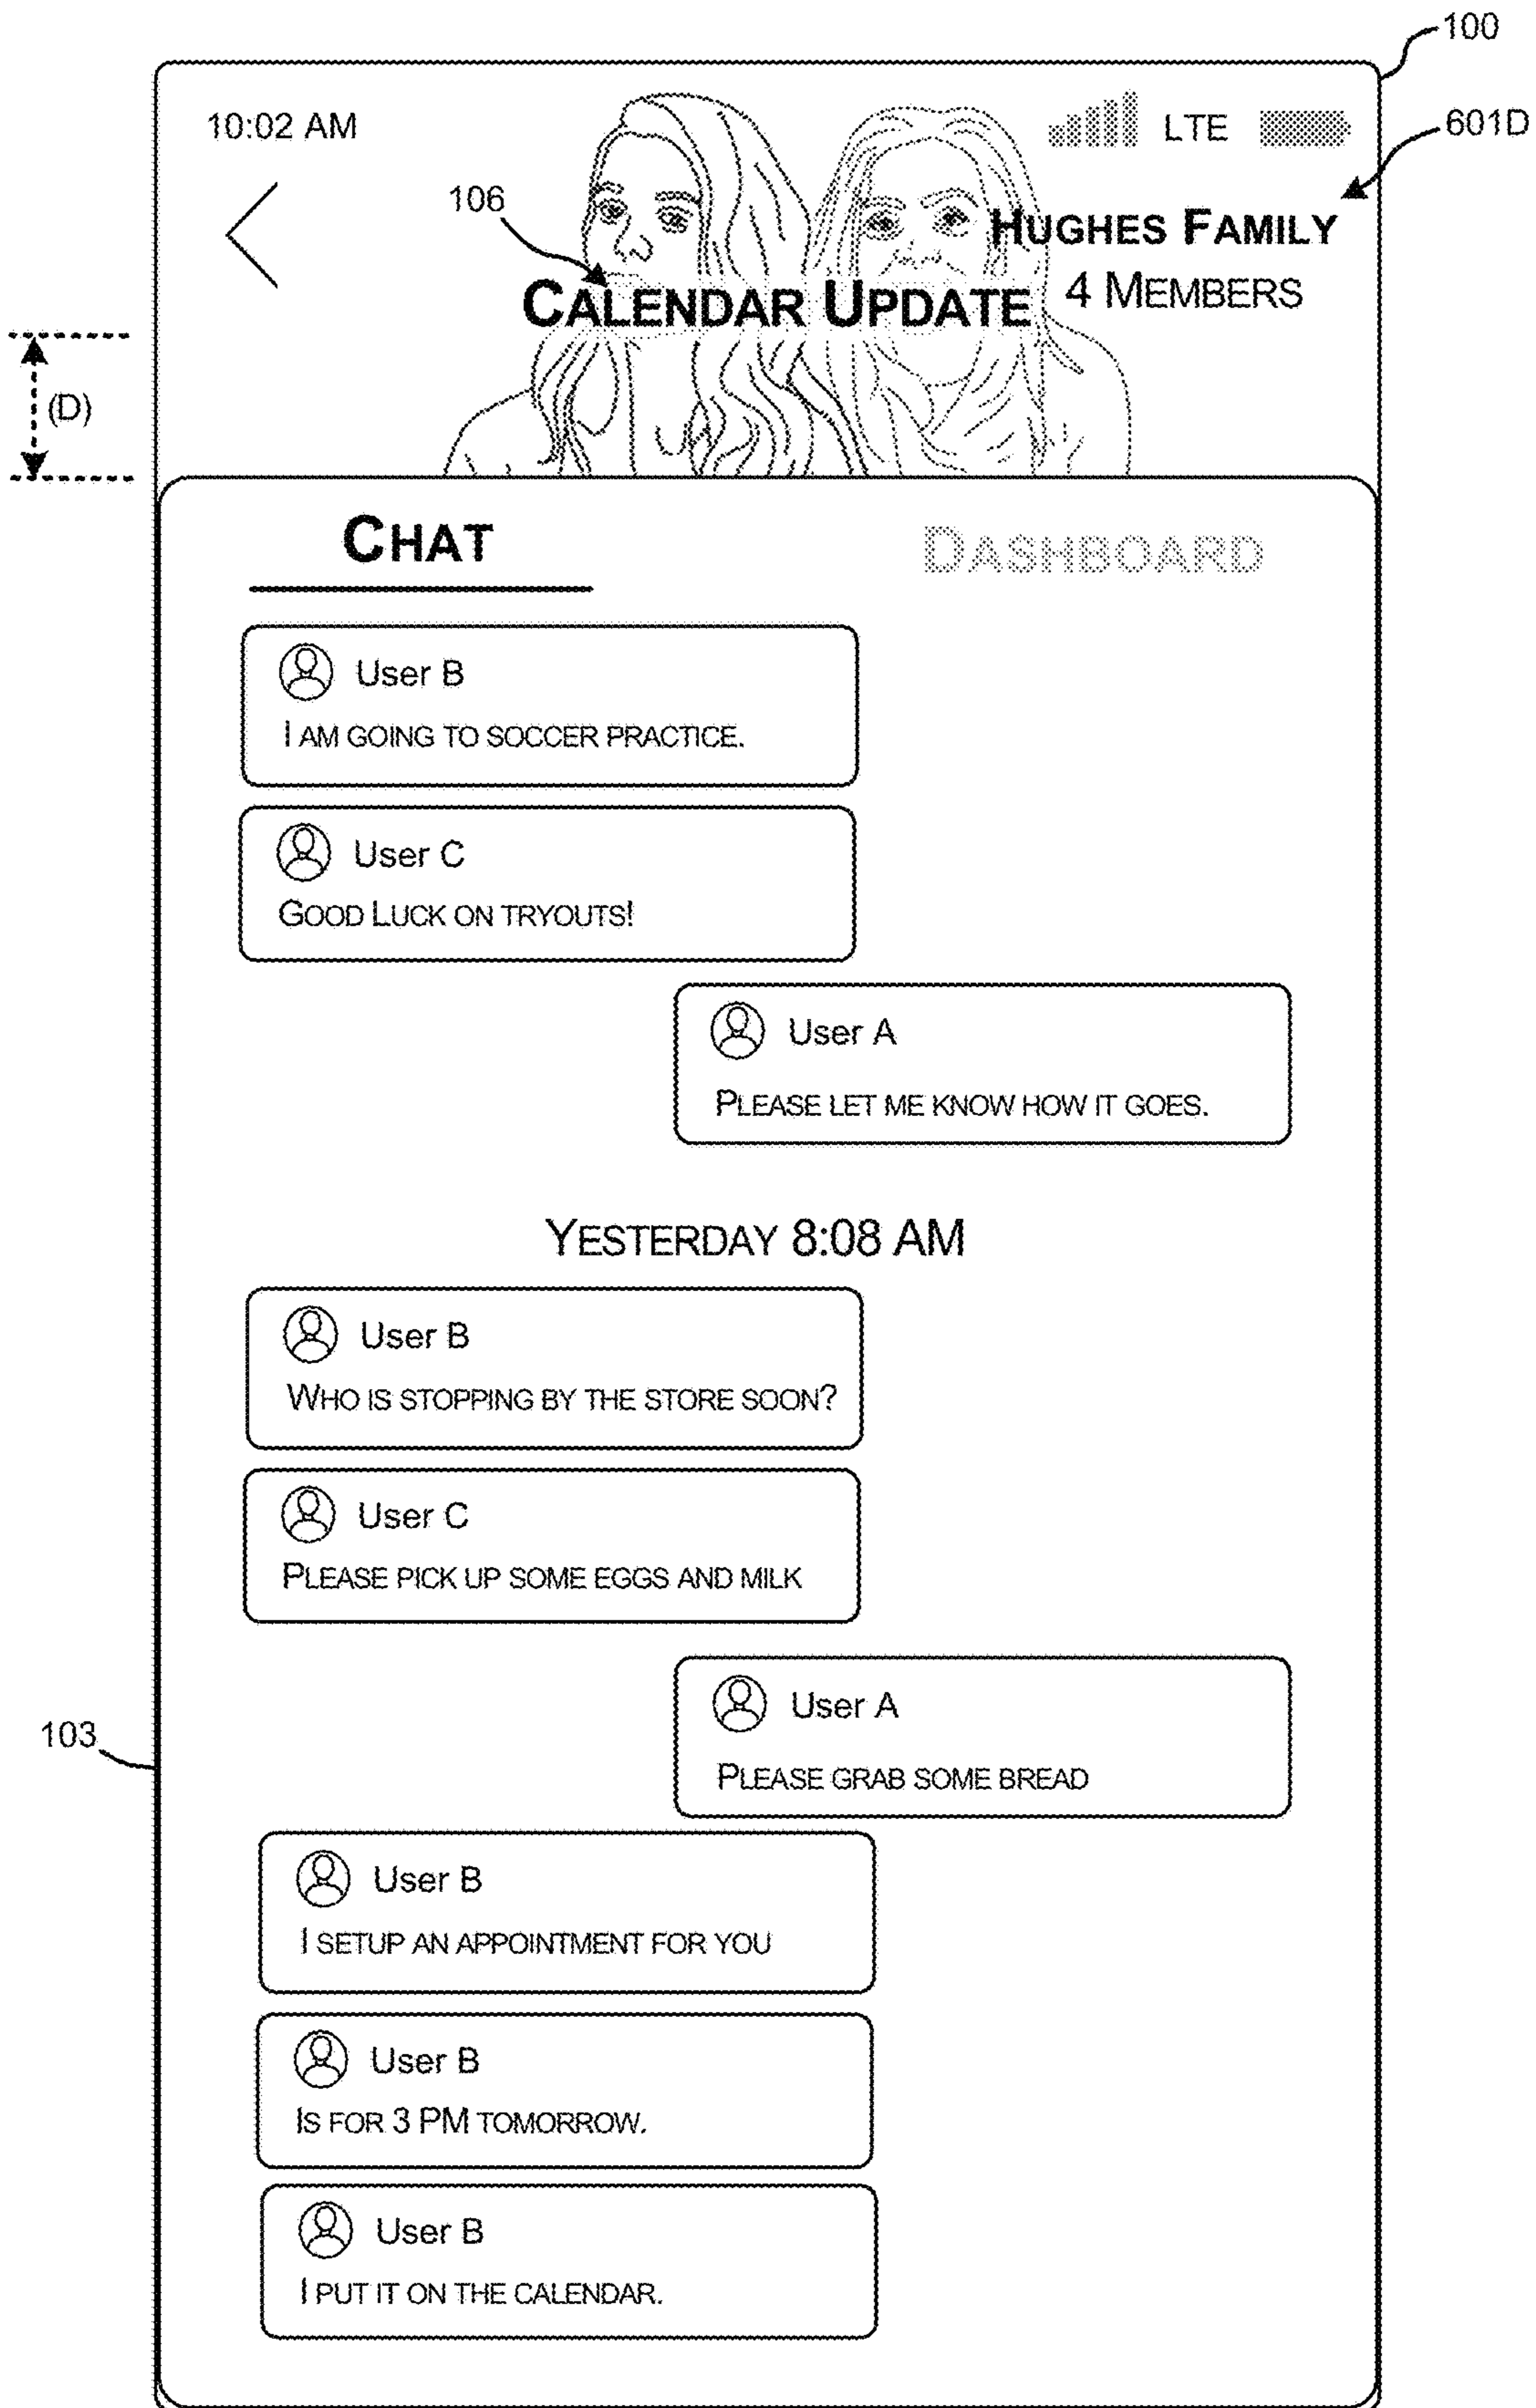 100
10:02 AM
LTE
601D
106
HUGHES FAMILY
CALENDAR UPDATE
4 MEMBERS
(D)
CHAT
DASHBOARD
User B
I AM GOING TO SOCCER PRACTICE.
User C
GOOD LUCK ON TRYOUTS!
User A
PLEASE LET ME KNOW HOW IT GOES.
YESTERDAY 8:08 AM
User B
WHO IS STOPPING BY THE STORE SOON?
User C
PLEASE PICK UP SOME EGGS AND MILK
User A
103
PLEASE GRAB SOME BREAD
User B
I SETUP AN APPOINTMENT FOR YOU
User B
IS FOR 3 PM TOMORROW.
User B
I PUT IT ON THE CALENDAR.